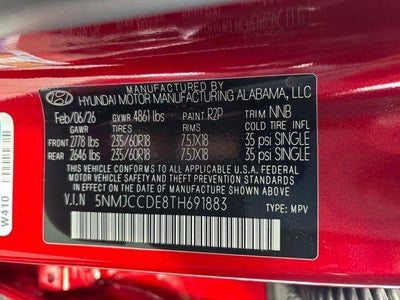 MANUFACTURED BY
HYUNDAI MOTOR MANUFACTURING ALABAMA, LLC
Feb/06/26 GVWR 4861 lbs PAINT R2P TRIM NNB
GAWR TIRES RIMS COLD TIRE INFL.
FRONT 2778 lbs 235/60R18 7.5JX18 35 psi SINGLE
REAR 2646 lbs 235/60R18 7.5JX18 35 psi SINGLE
THIS VEHICLE CONFORMS TO ALL APPLICABLE U.S.A. FEDERAL
MOTOR VEHICLE SAFETY AND THEFT PREVENTION STANDARDS
IN EFFECT ON THE DATE OF MANUFACTURE SHOWN ABOVE.
V.I.N 5NMJCCDE8TH691883 TYPE: MPV
W410